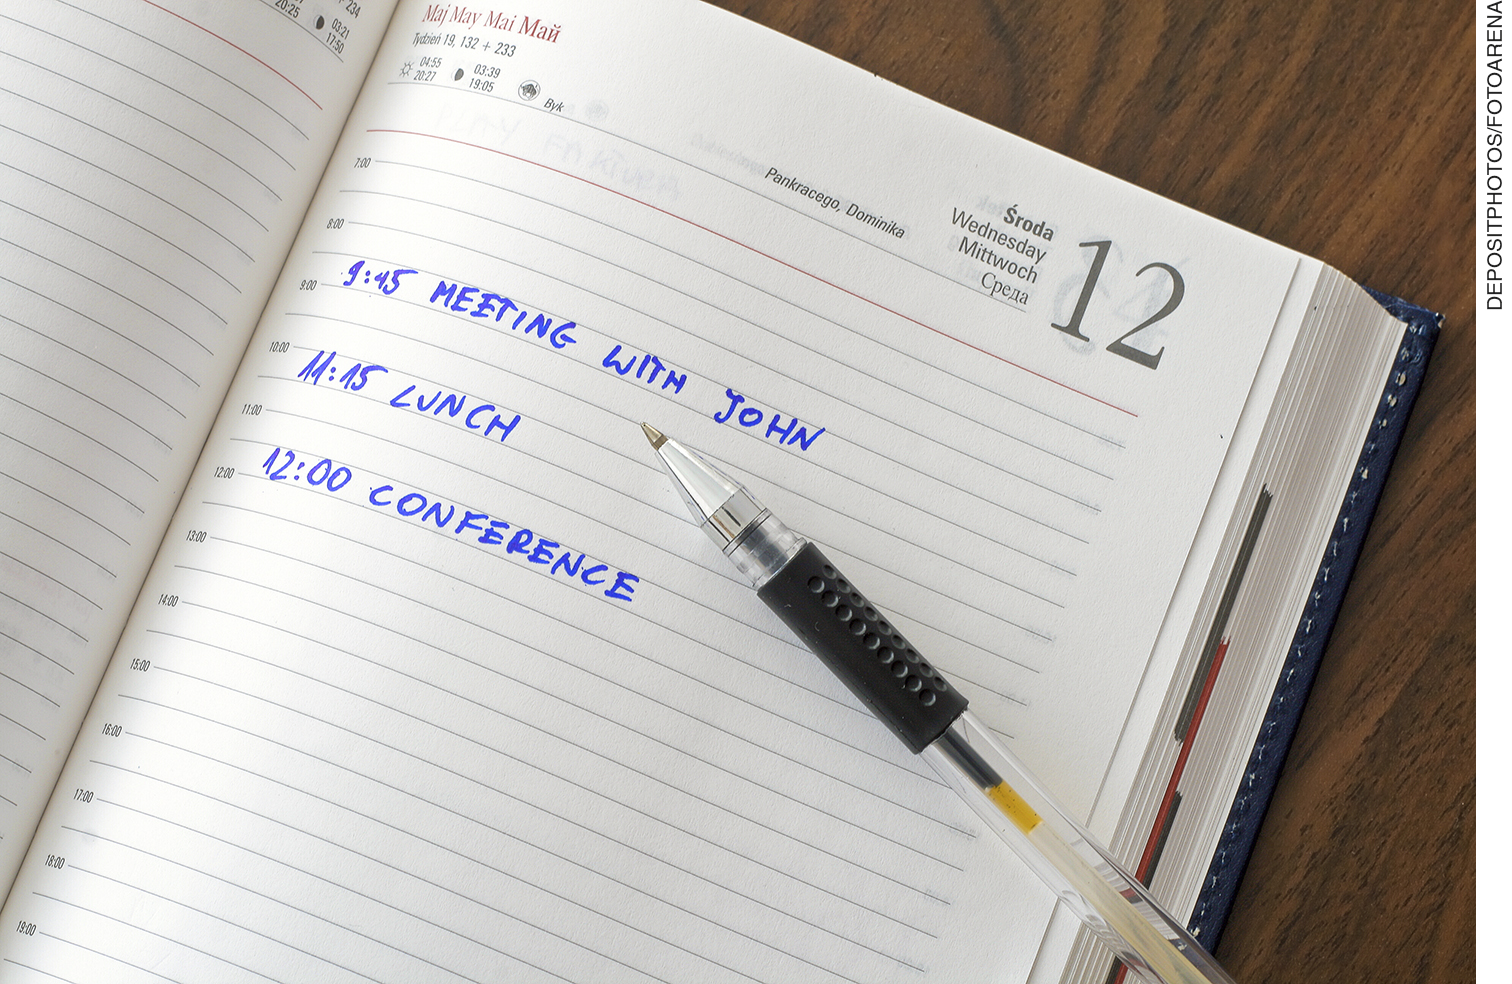 234
20:25
03:21
17:50
Maj May Mai Май
Tydzień 19, 132 + 233
04:55
20:27
03:39
19:05
Byk
Pankracego, Dominika
Środa
Wednesday
Mittwoch
Среда
12
7:00
8:00
9:00
9:45 MEETING WITH JOHN
10:00
11:15 LUNCH
11:00
12:00 CONFERENCE
12:00
13:00
14:00
15:00
16:00
17:00
18:00
19:00
DEPOSITPHOTOS/FOTOARENA